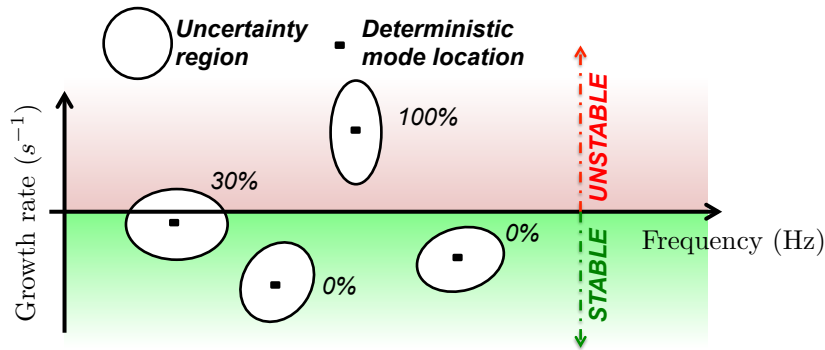 Uncertainty
region
Deterministic
mode location
100%
30%
0%
0%
UNSTABLE
STABLE
Growth rate (s⁻¹)
Frequency (Hz)